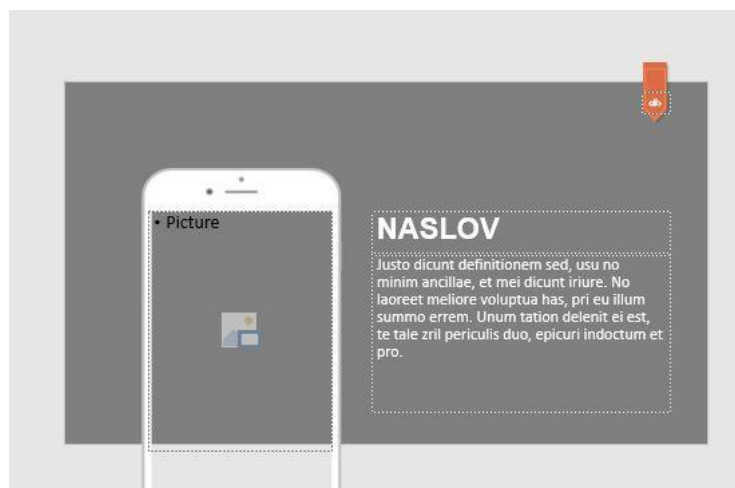 • Picture
NASLOV
Justo dicunt definitionem sed, usu no
minim ancillae, et mei dicunt iriure. No
laoreet meliore voluptua has, pri eu illum
summo errem. Unum tation delenit ei est,
te tale zril periculis duo, epicuri indoctum et
pro.